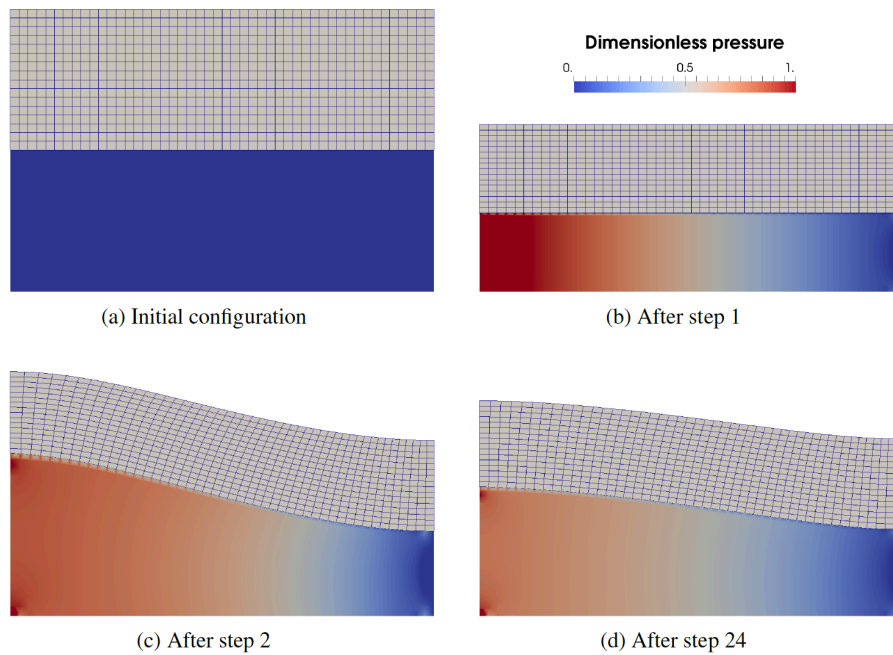 Dimensionless pressure
0. 0.5 1.
(a) Initial configuration
(b) After step 1
(c) After step 2
(d) After step 24